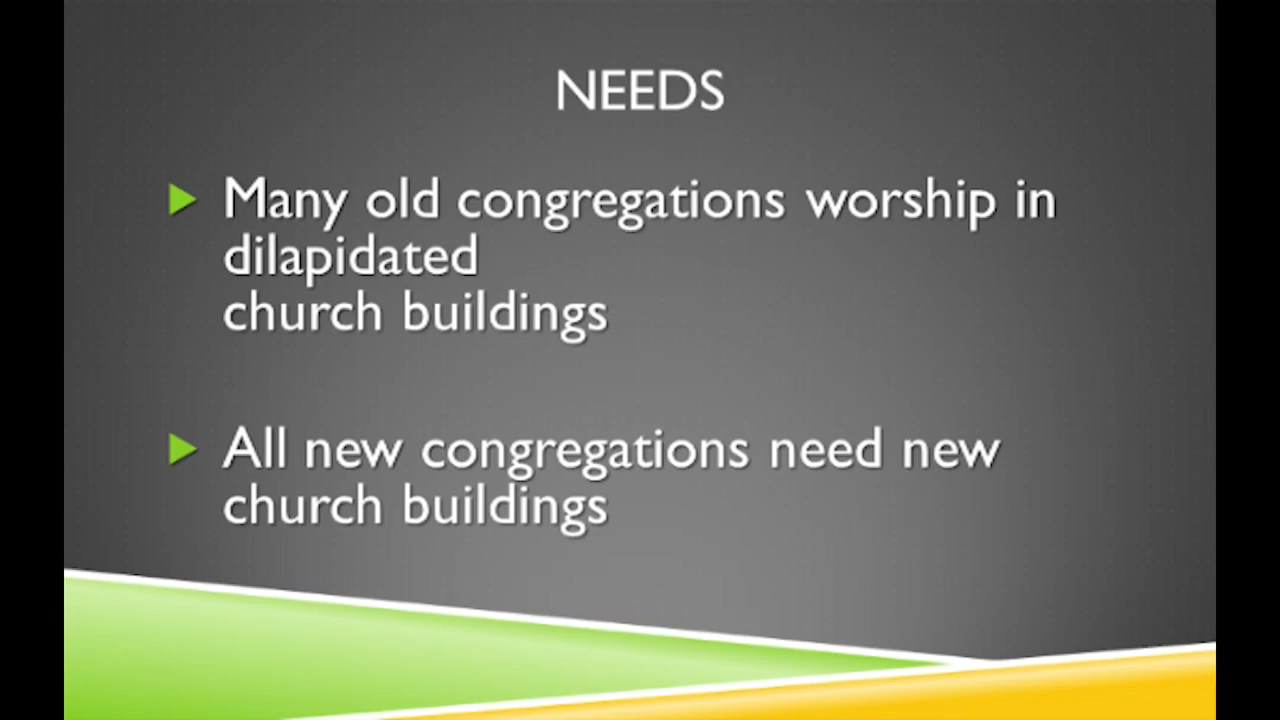 NEEDS
Many old congregations worship in
dilapidated
church buildings
All new congregations need new
church buildings